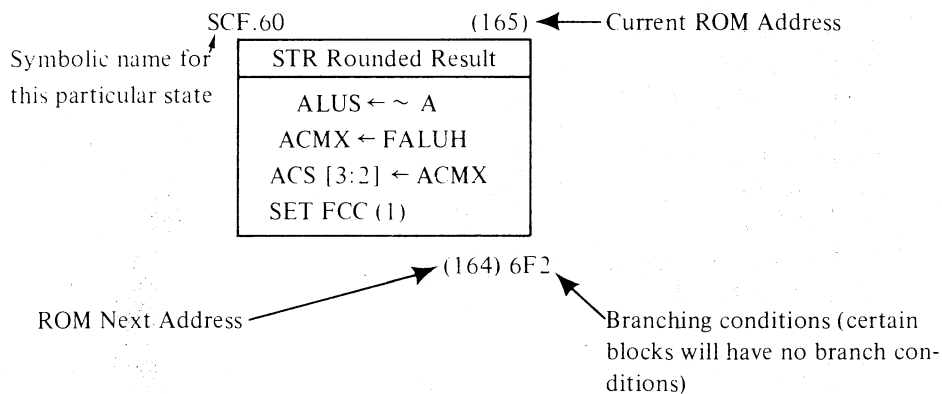 SCF.60
(165)
Current ROM Address
Symbolic name for
this particular state
STR Rounded Result
ALUS ← ~ A
ACMX ← FALUH
ACS [3:2] ← ACMX
SET FCC (1)
(164) 6F2
ROM Next Address
Branching conditions (certain
blocks will have no branch con-
ditions)